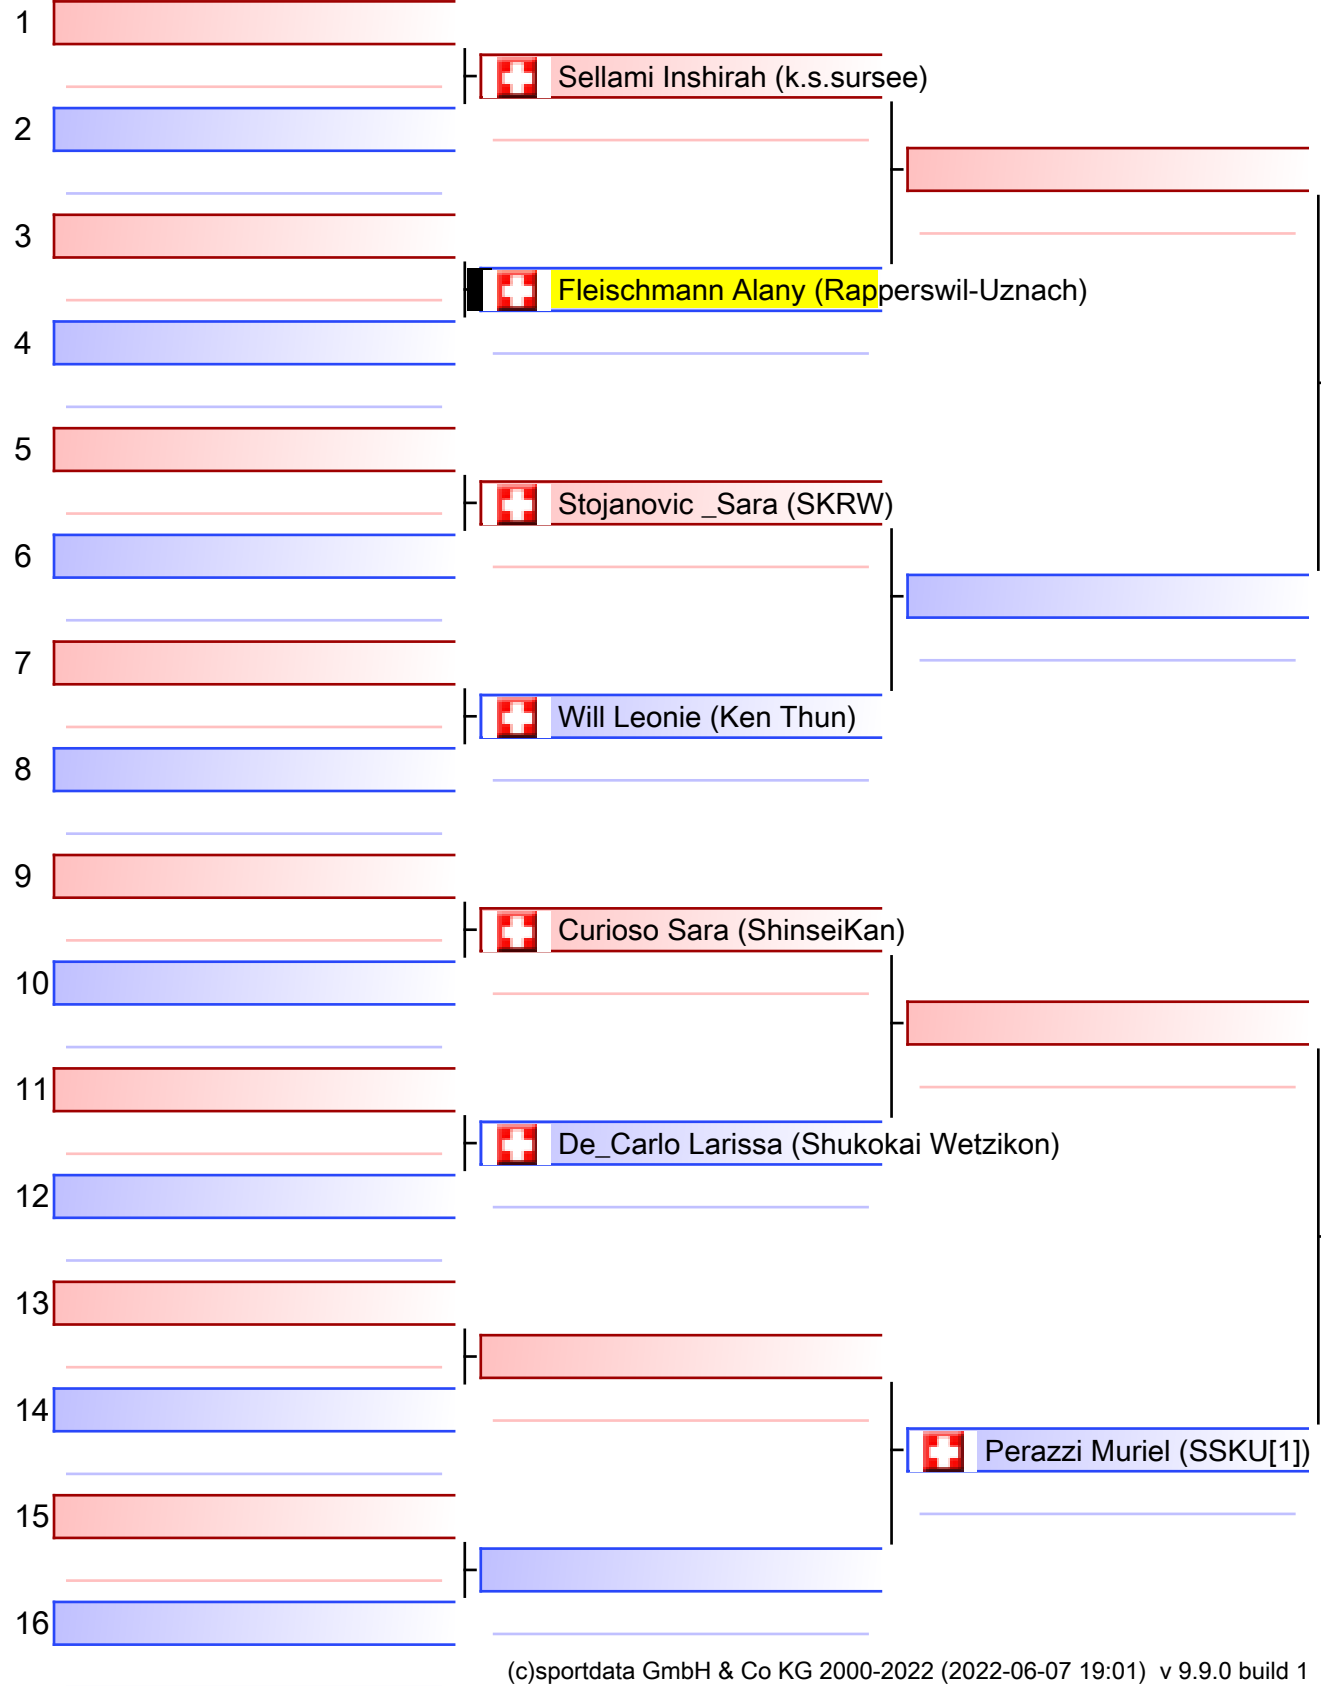 1
Sellami Inshirah (k.s.sursee)
2
3
Fleischmann Alany (Rapperswil-Uznach)
4
5
Stojanovic _Sara (SKRW)
6
7
Will Leonie (Ken Thun)
8
9
Curioso Sara (ShinseiKan)
10
11
De_Carlo Larissa (Shukokai Wetzikon)
12
13
14
Perazzi Muriel (SSKU[1])
15
16
(c)sportdata GmbH & Co KG 2000-2022 (2022-06-07 19:01) v 9.9.0 build 1